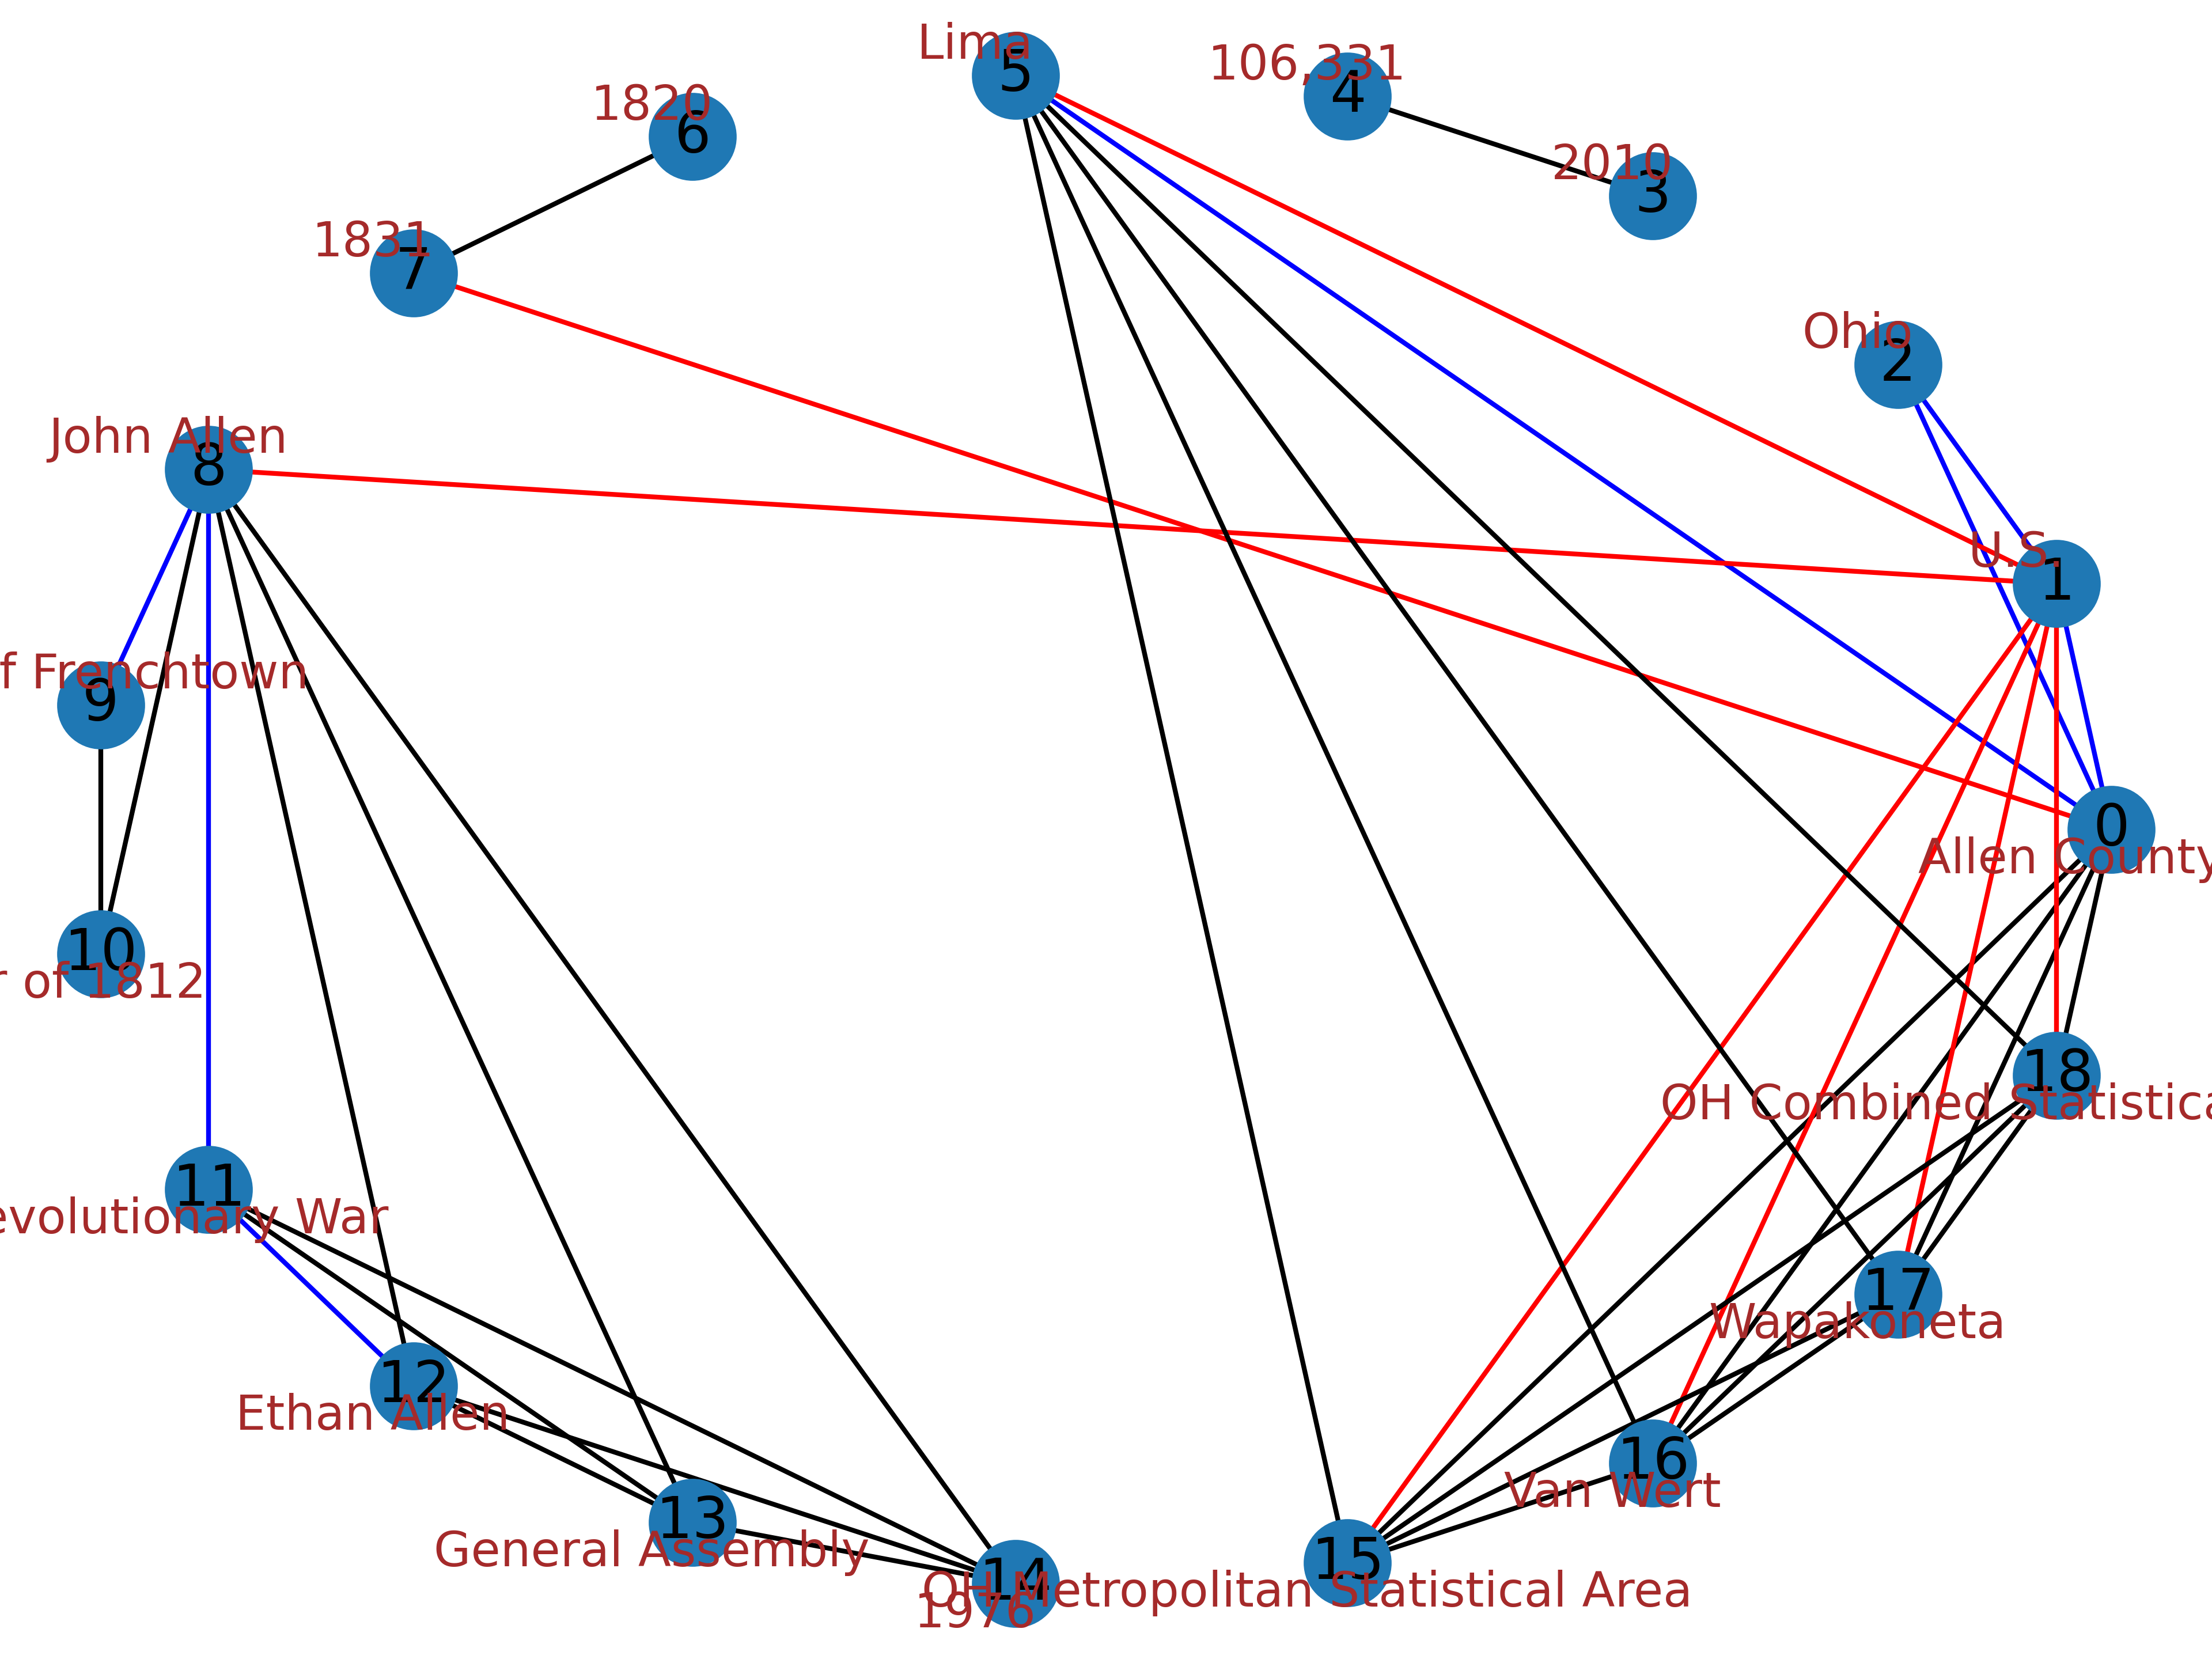 Lima
5
106,331
4
1820
6
2010
3
1831
7
Ohio
2
John Allen
8
U.S.
1
f Frenchtown
9
0
Allen County
10
r of 1812
18
OH Combined Statistica
11
evolutionary War
17
Wapakoneta
12
Ethan Allen
16
Van Wert
13
General Assembly
15
OH Metropolitan Statistical Area
14
1976